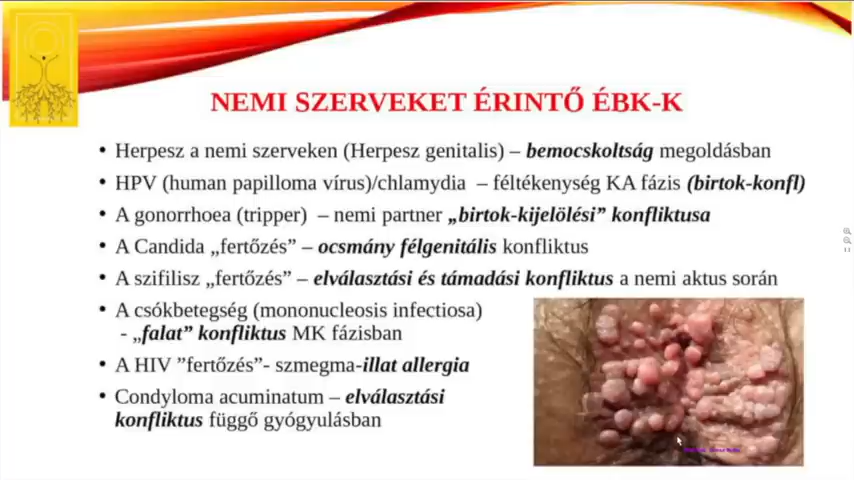 NEMI SZERVEKET ÉRINTŐ ÉBK-K
• Herpesz a nemi szerveken (Herpesz genitalis) – bemocskoltság megoldásban
• HPV (human papilloma vírus)/chlamydia – féltékenység KA fázis (birtok-konfl)
• A gonorrhoea (tripper) – nemi partner „birtok-kijelölési” konfliktusa
• A Candida „fertőzés” – ocsmány félgenitális konfliktus
• A szifilisz „fertőzés” – elválasztási és támadási konfliktus a nemi aktus során
• A csókbetegség (mononucleosis infectiosa)
- „falat” konfliktus MK fázisban
• A HIV ”fertőzés”- szmegma-illat allergia
• Condyloma acuminatum – elválasztási
konfliktus függő gyógyulásban